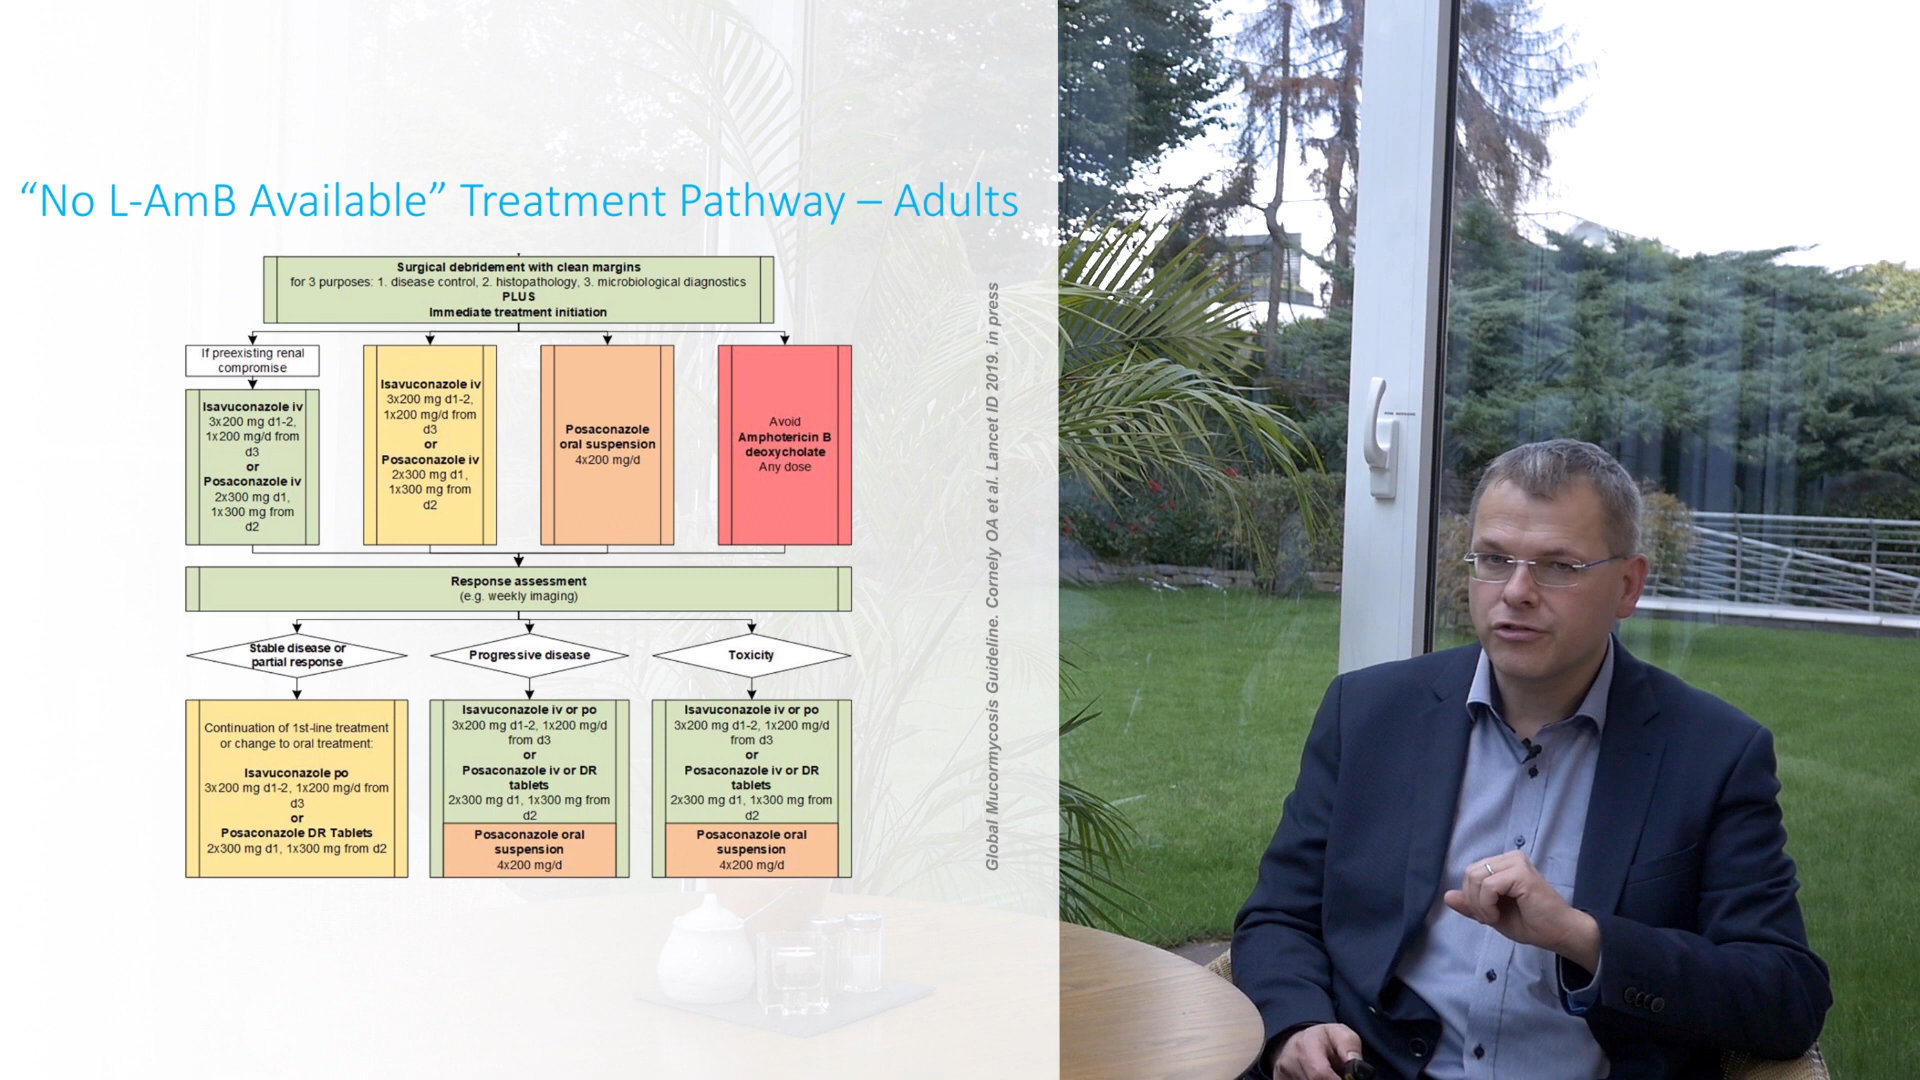 “No L-AmB Available” Treatment Pathway – Adults
Surgical debridement with clean margins
for 3 purposes: 1. disease control, 2. histopathology, 3. microbiological diagnostics
PLUS
Immediate treatment initiation
If preexisting renal
compromise
Isavuconazole iv
3x200 mg d1-2,
1x200 mg/d from
d3
or
Posaconazole iv
2x300 mg d1,
1x300 mg from
d2
Isavuconazole iv
3x200 mg d1-2,
1x200 mg/d from
d3
or
Posaconazole iv
2x300 mg d1,
1x300 mg from
d2
Posaconazole
oral suspension
4x200 mg/d
Avoid
Amphotericin B
deoxycholate
Any dose
Response assessment
(e.g. weekly imaging)
Stable disease or
partial response
Progressive disease
Toxicity
Continuation of 1st-line treatment
or change to oral treatment:
Isavuconazole po
3x200 mg d1-2, 1x200 mg/d from
d3
or
Posaconazole DR Tablets
2x300 mg d1, 1x300 mg from d2
Isavuconazole iv or po
3x200 mg d1-2, 1x200 mg/d
from d3
or
Posaconazole iv or DR
tablets
2x300 mg d1, 1x300 mg from
d2
Posaconazole oral
suspension
4x200 mg/d
Isavuconazole iv or po
3x200 mg d1-2, 1x200 mg/d
from d3
or
Posaconazole iv or DR
tablets
2x300 mg d1, 1x300 mg from
d2
Posaconazole oral
suspension
4x200 mg/d
Global Mucormycosis Guideline. Cornely OA et al. Lancet ID 2019. in press